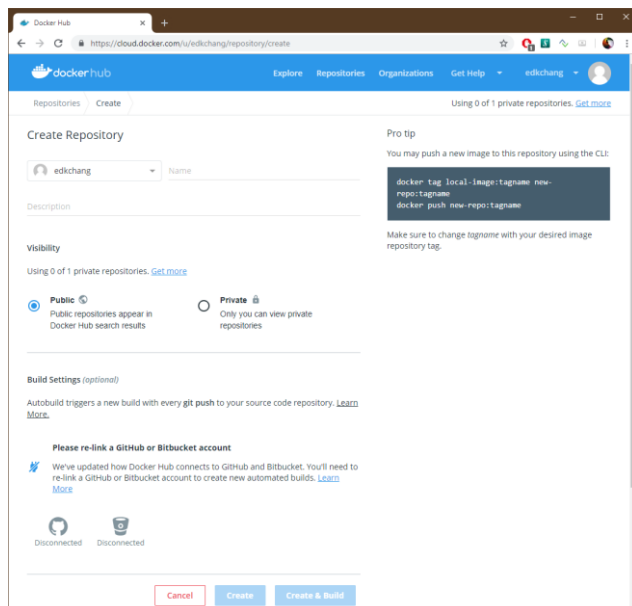 Docker Hub
https://cloud.docker.com/u/edkchang/repository/create
dockerhub
Explore Repositories Organizations Get Help edkchang
Repositories Create
Using 0 of 1 private repositories. Get more
Create Repository
edkchang Name
Description
Visibility
Using 0 of 1 private repositories. Get more
Public
Public repositories appear in
Docker Hub search results
Private
Only you can view private
repositories
Build Settings (optional)
Autobuild triggers a new build with every git push to your source code repository. Learn
More.
Please re-link a GitHub or Bitbucket account
We've updated how Docker Hub connects to GitHub and Bitbucket. You'll need to
re-link a GitHub or Bitbucket account to create new automated builds. Learn
More
Disconnected Disconnected
Cancel Create Create & Build
Pro tip
You may push a new image to this repository using the CLI:
docker tag local-image:tagname new-
repo:tagname
docker push new-repo:tagname
Make sure to change tagname with your desired image
repository tag.